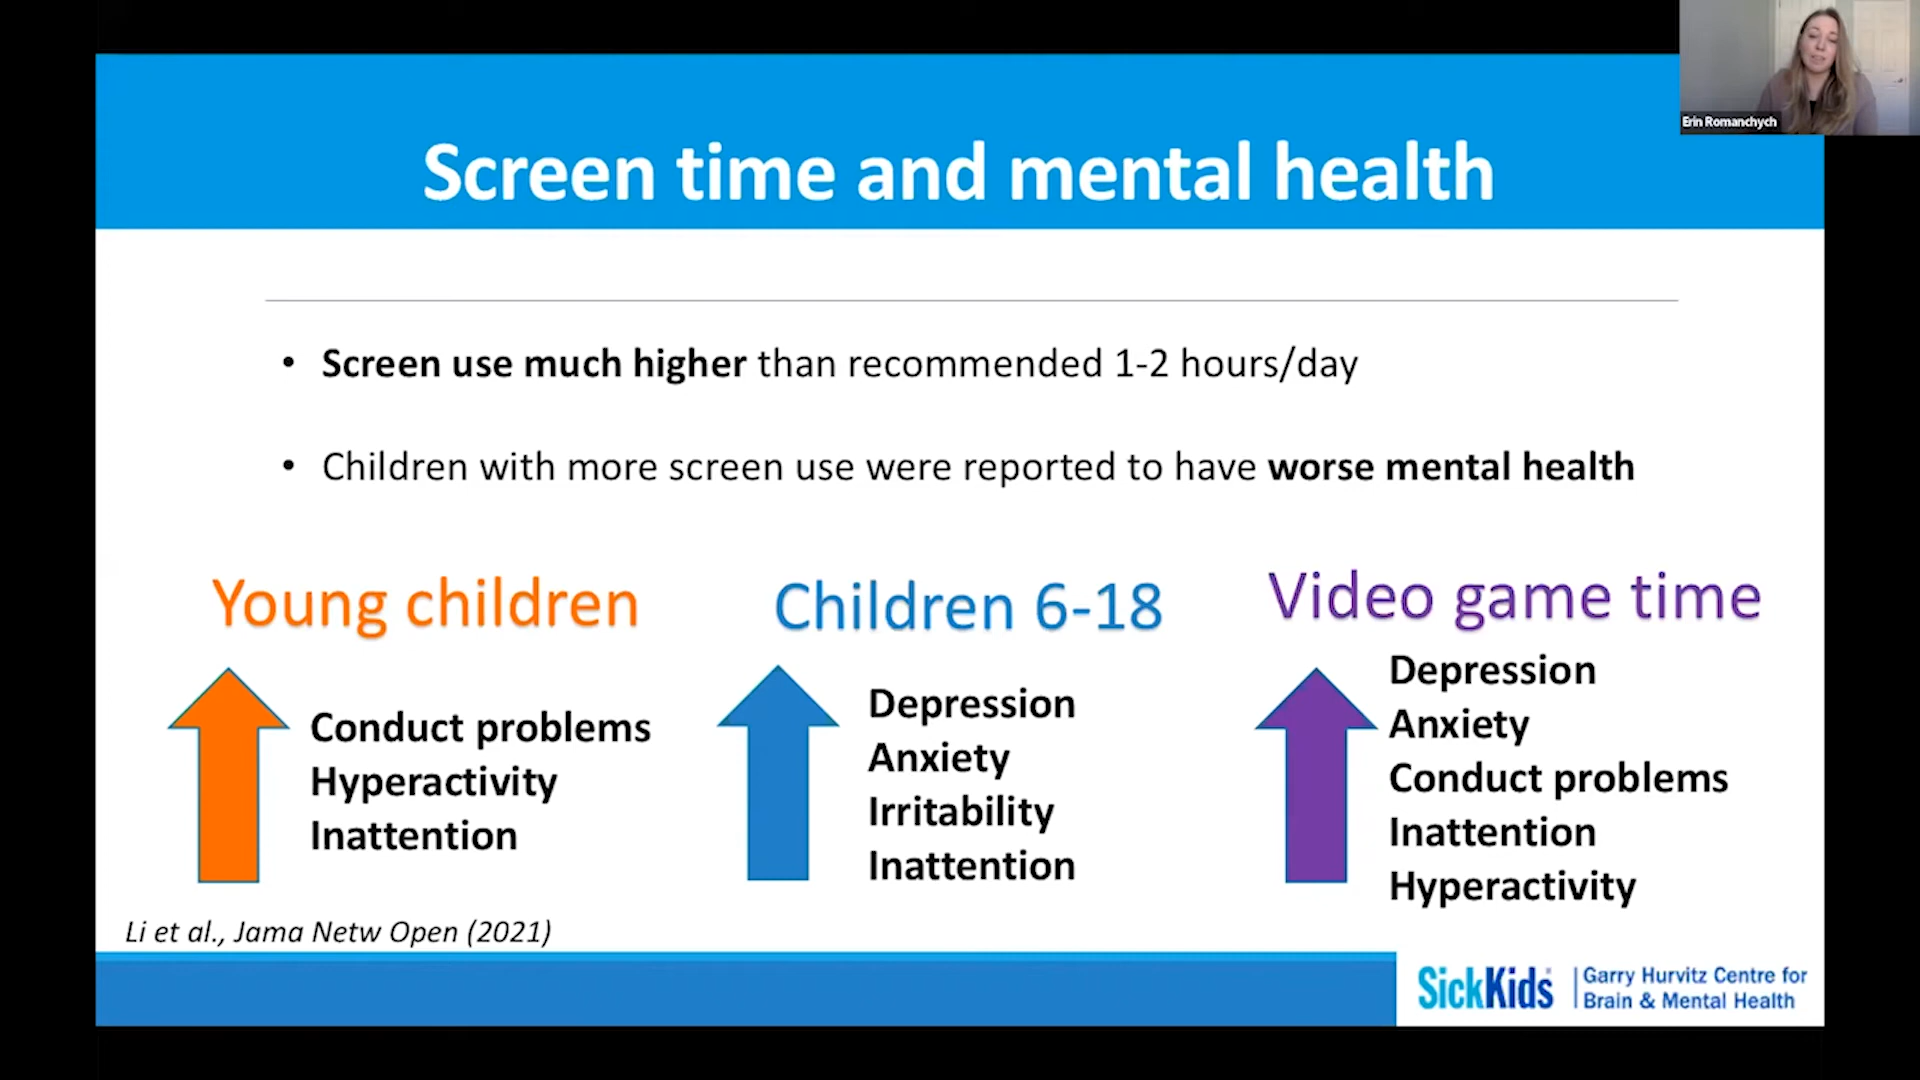 Erin Romanchych
Screen time and mental health
• Screen use much higher than recommended 1-2 hours/day
• Children with more screen use were reported to have worse mental health
Young children
Conduct problems
Hyperactivity
Inattention
Children 6-18
Depression
Anxiety
Irritability
Inattention
Video game time
Depression
Anxiety
Conduct problems
Inattention
Hyperactivity
Li et al., Jama Netw Open (2021)
SickKids
Garry Hurvitz Centre for
Brain & Mental Health